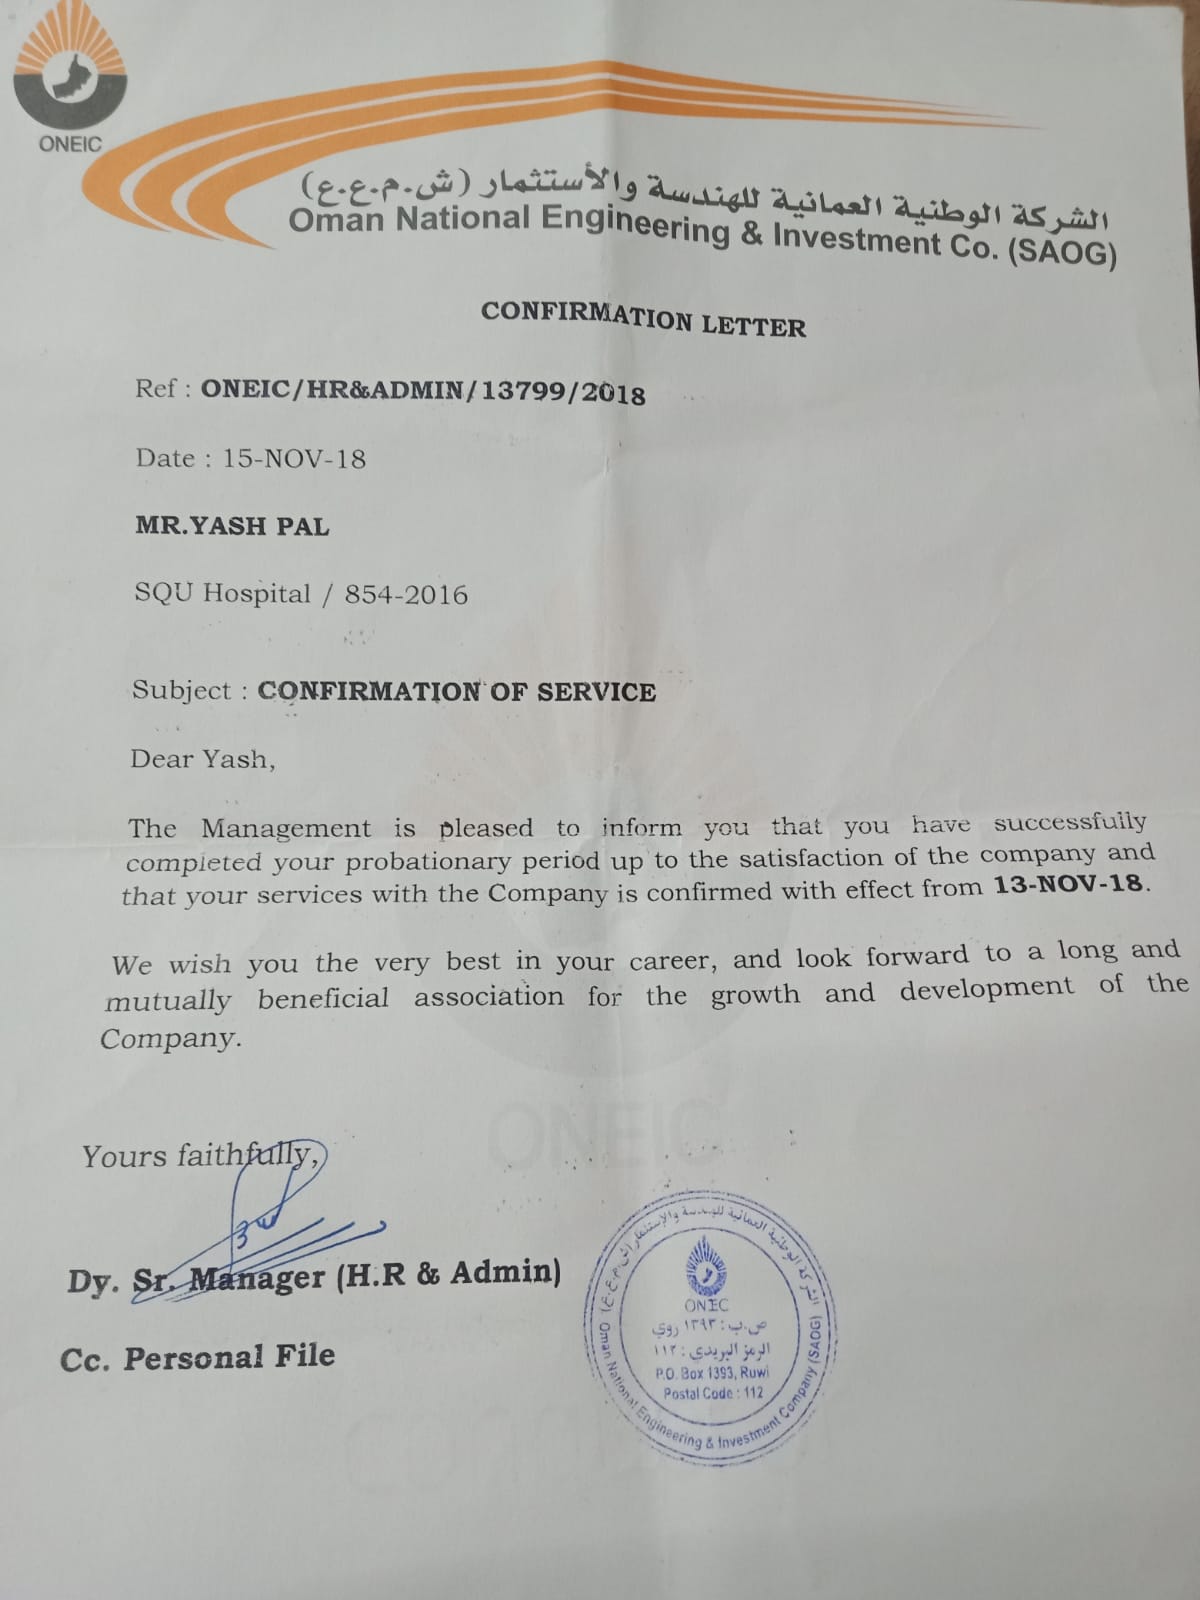 ONEIC
الشركة الوطنية العمانية للهندسة والأستثمار (ش.م.ع.ع)
Oman National Engineering & Investment Co. (SAOG)
CONFIRMATION LETTER
Ref : ONEIC/HR&ADMIN/13799/2018
Date : 15-NOV-18
MR.YASH PAL
SQU Hospital / 854-2016
Subject : CONFIRMATION OF SERVICE
Dear Yash,
The Management is pleased to inform you that you have successfully
completed your probationary period up to the satisfaction of the company and
that your services with the Company is confirmed with effect from 13-NOV-18.
We wish you the very best in your career, and look forward to a long and
mutually beneficial association for the growth and development of the
Company.
ONEIC
Yours faithfully,
Dy. Sr. Manager (H.R & Admin)
Cc. Personal File
الشركة الوطنية العمانية للهندسة والإستثمار (ش.م.ع.ع)
ONEIC
ص.ب : ١٣٩٣ روي
الرمز البريدي : ١١٢
P.O. Box 1393, Ruwi
Postal Code : 112
Oman National Engineering & Investment Company (SAOG)